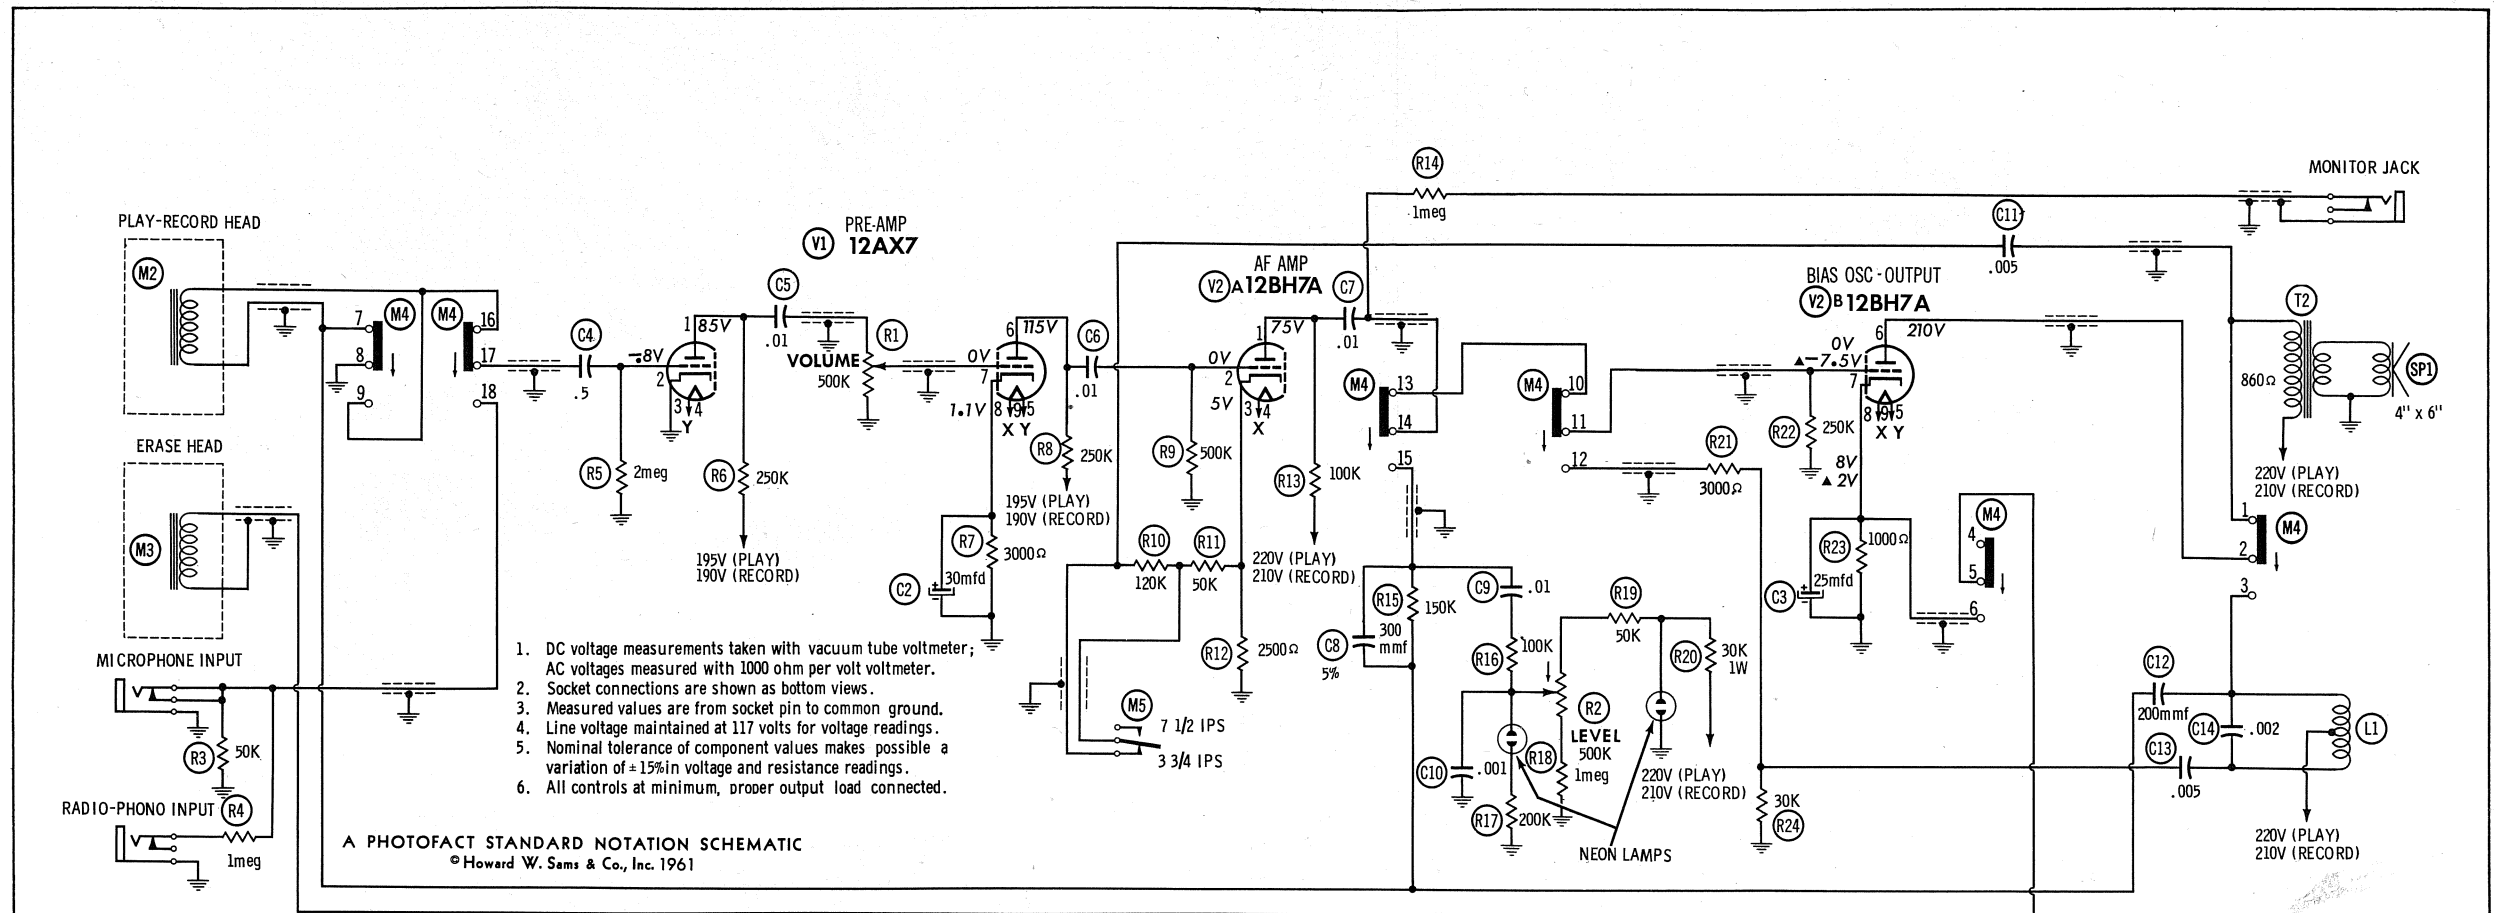 MONITOR JACK
R14
1meg
C11
.005
PLAY-RECORD HEAD
M2
PRE-AMP
V1 12AX7
AF AMP
V2 A 12BH7A
BIAS OSC-OUTPUT
V2 B 12BH7A
T2
860Ω
SP1
4" x 6"
220V (PLAY)
210V (RECORD)
7
8
9
M4
M4
16
17
18
C4
.5
-.8V
2
1
85V
3
4
Y
R5
2meg
C5
.01
R6
250K
195V (PLAY)
190V (RECORD)
R1
VOLUME
500K
0V
7
6
115V
1.1V
8
9
5
X Y
C6
.01
R8
250K
195V (PLAY)
190V (RECORD)
R7
3000Ω
C2
30mfd
+
R9
500K
0V
2
1
75V
5V
3
4
X
C7
.01
R13
100K
220V (PLAY)
210V (RECORD)
R10
120K
R11
50K
R12
2500Ω
M5
7 1/2 IPS
3 3/4 IPS
M4
13
14
15
M4
10
11
12
R21
3000Ω
R22
250K
0V
▲-7.5V
7
6
210V
8
9
5
X Y
8V
▲ 2V
R23
1000Ω
C3
25mfd
+
M4
4
5
6
M4
1
2
3
R15
150K
C8
300
mmf
5%
C9
.01
R16
100K
R19
50K
R20
30K
1W
R2
LEVEL
500K
C10
.001
R18
1meg
R17
200K
220V (PLAY)
210V (RECORD)
NEON LAMPS
30K
R24
C12
200mmf
C14
.002
C13
.005
L1
220V (PLAY)
210V (RECORD)
ERASE HEAD
M3
MICROPHONE INPUT
R3
50K
RADIO-PHONO INPUT
R4
1meg
1. DC voltage measurements taken with vacuum tube voltmeter;
AC voltages measured with 1000 ohm per volt voltmeter.
2. Socket connections are shown as bottom views.
3. Measured values are from socket pin to common ground.
4. Line voltage maintained at 117 volts for voltage readings.
5. Nominal tolerance of component values makes possible a
variation of ±15% in voltage and resistance readings.
6. All controls at minimum, proper output load connected.
A PHOTOFACT STANDARD NOTATION SCHEMATIC
© Howard W. Sams & Co., Inc. 1961